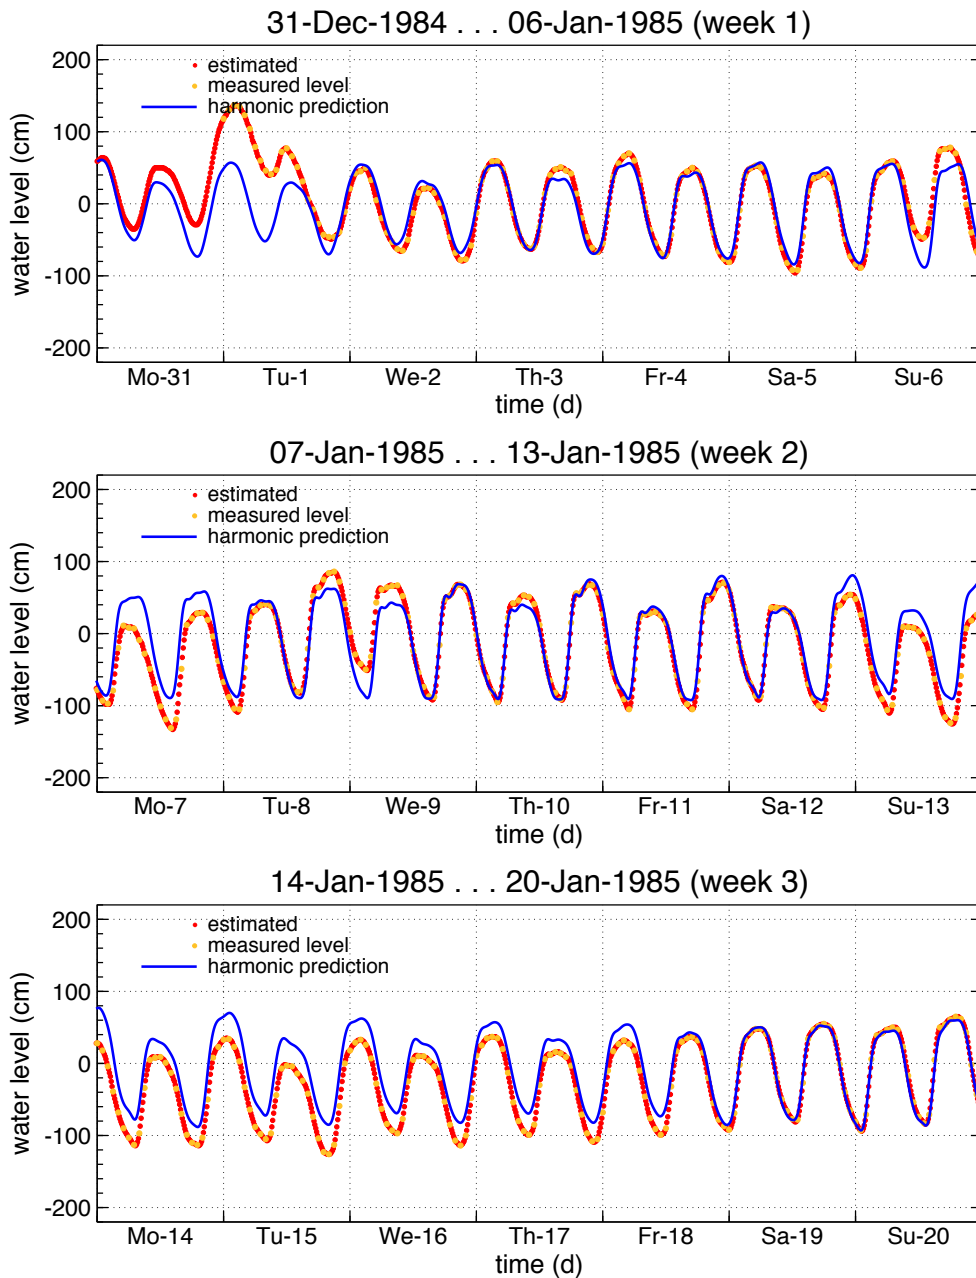 31-Dec-1984 . . . 06-Jan-1985 (week 1)
estimated
measured level
harmonic prediction
water level (cm)
200
100
0
-100
-200
Mo-31 Tu-1 We-2 Th-3 Fr-4 Sa-5 Su-6
time (d)
07-Jan-1985 . . . 13-Jan-1985 (week 2)
estimated
measured level
harmonic prediction
water level (cm)
200
100
0
-100
-200
Mo-7 Tu-8 We-9 Th-10 Fr-11 Sa-12 Su-13
time (d)
14-Jan-1985 . . . 20-Jan-1985 (week 3)
estimated
measured level
harmonic prediction
water level (cm)
200
100
0
-100
-200
Mo-14 Tu-15 We-16 Th-17 Fr-18 Sa-19 Su-20
time (d)